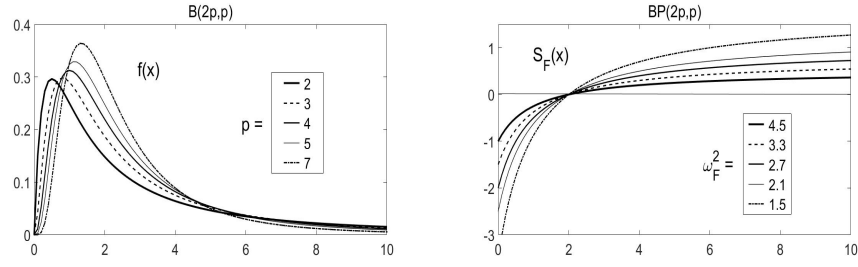 B(2p,p)
0.4
0.3
0.2
0.1
0
0 2 4 6 8 10
f(x)
p =
2
3
4
5
7
BP(2p,p)
1
0
-1
-2
-3
0 2 4 6 8 10
S_F(x)
ω_F^2 =
4.5
3.3
2.7
2.1
1.5